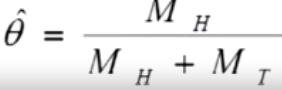 θ̂ = M_H / (M_H + M_T)